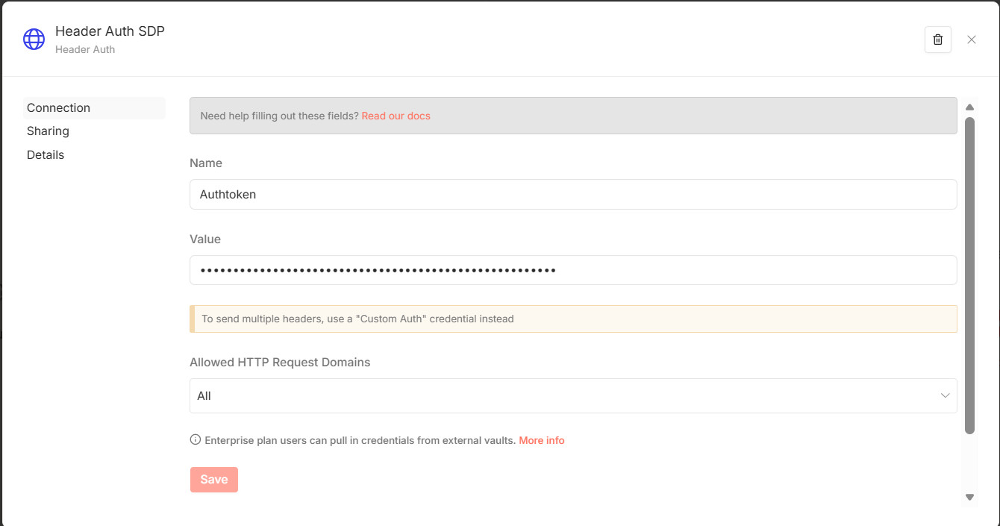 Header Auth SDP
Header Auth
Connection
Sharing
Details
Need help filling out these fields? Read our docs
Name
Authtoken
Value
••••••••••••••••••••••••••••••••••••••••••••••••••••••
To send multiple headers, use a "Custom Auth" credential instead
Allowed HTTP Request Domains
All
Enterprise plan users can pull in credentials from external vaults. More info
Save